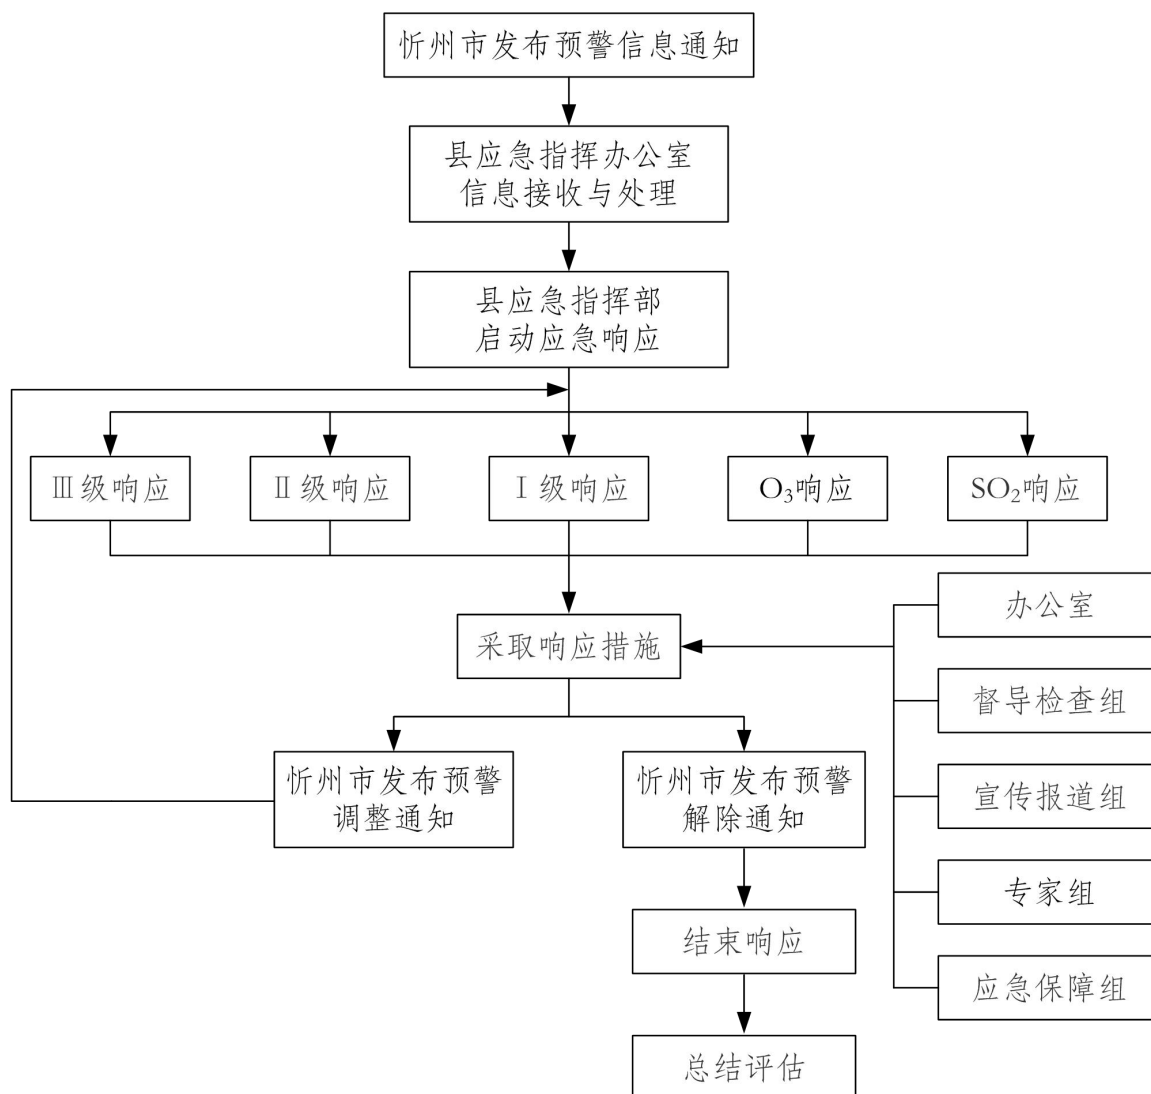 忻州市发布预警信息通知
县应急指挥办公室
信息接收与处理
县应急指挥部
启动应急响应
Ⅲ级响应
Ⅱ级响应
Ⅰ级响应
O₃响应
SO₂响应
采取响应措施
办公室
督导检查组
宣传报道组
专家组
应急保障组
忻州市发布预警
调整通知
忻州市发布预警
解除通知
结束响应
总结评估